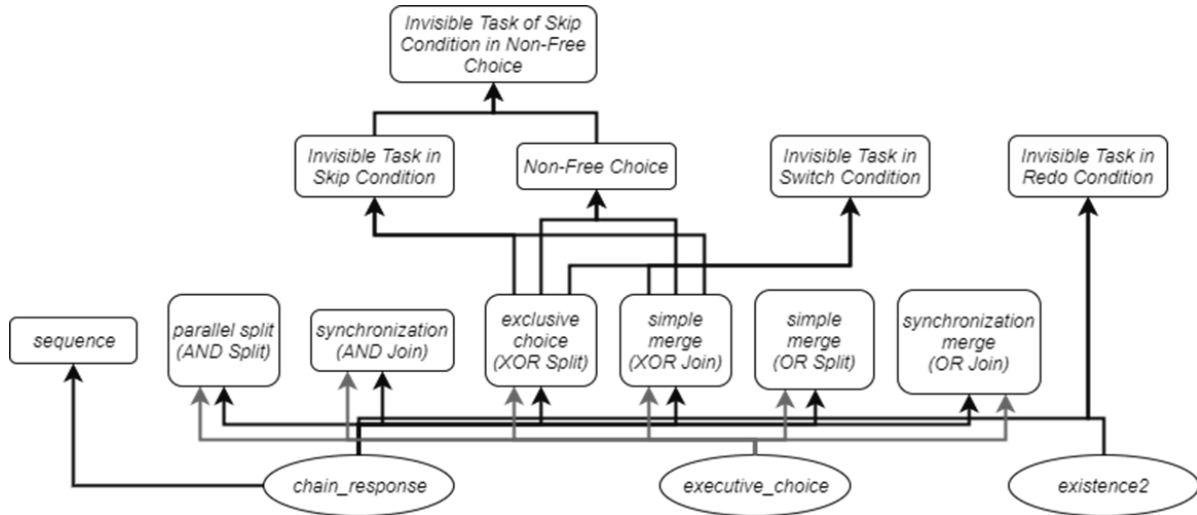 Invisible Task of Skip
Condition in Non-Free
Choice
Invisible Task in
Skip Condition
Non-Free Choice
Invisible Task in
Switch Condition
Invisible Task in
Redo Condition
sequence
parallel split
(AND Split)
synchronization
(AND Join)
exclusive
choice
(XOR Split)
simple
merge
(XOR Join)
simple
merge
(OR Split)
synchronization
merge
(OR Join)
chain_response
executive_choice
existence2